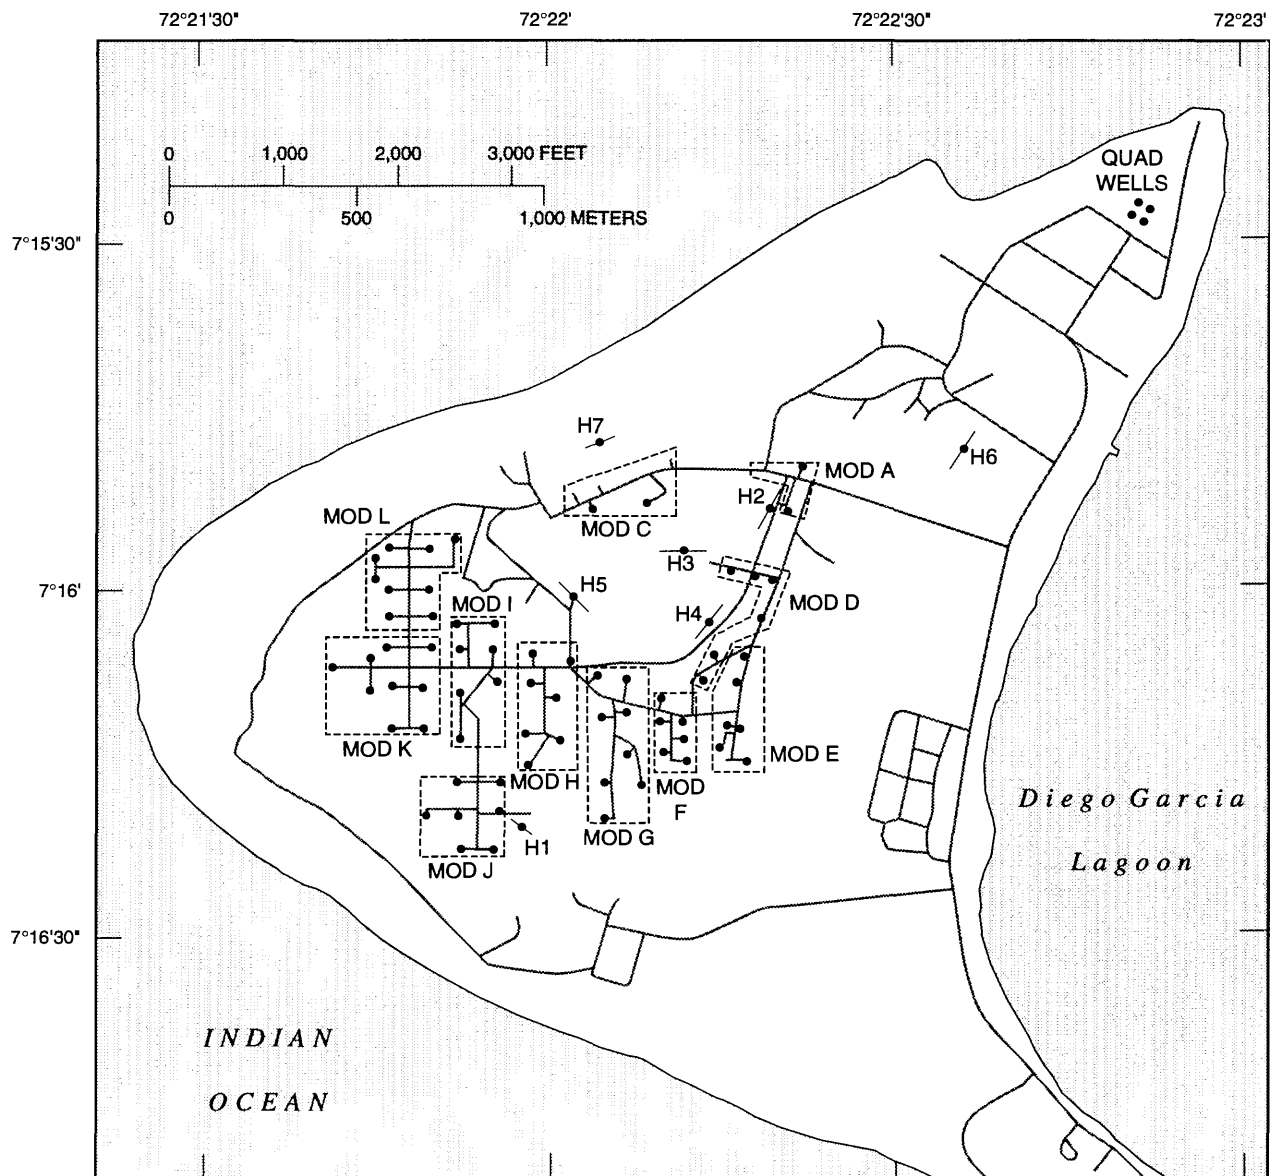 72°21'30" 72°22' 72°22'30" 72°23'
0 1,000 2,000 3,000 FEET
0 500 1,000 METERS
QUAD
WELLS
7°15'30"
H7
H6
MOD A
H2
MOD C
MOD L
H3
7°16'
H5
MOD I
MOD D
H4
MOD K
MOD H
MOD E
MOD
F
MOD G
H1
MOD J
Diego Garcia
Lagoon
7°16'30"
INDIAN
OCEAN